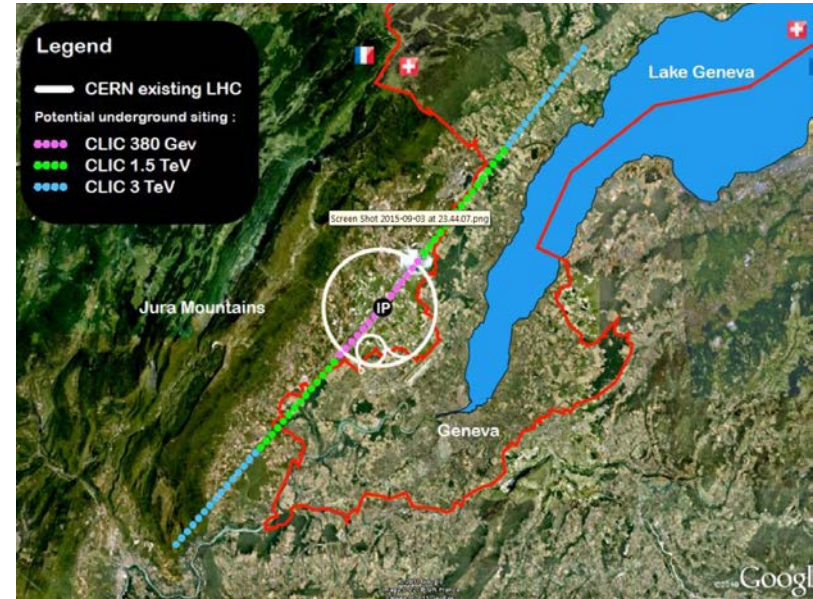 Legend
CERN existing LHC
Potential underground siting :
CLIC 380 Gev
CLIC 1.5 TeV
CLIC 3 TeV
Lake Geneva
Screen Shot 2015-09-03 at 23.44.07.png
Jura Mountains
IP
Geneva
Googl